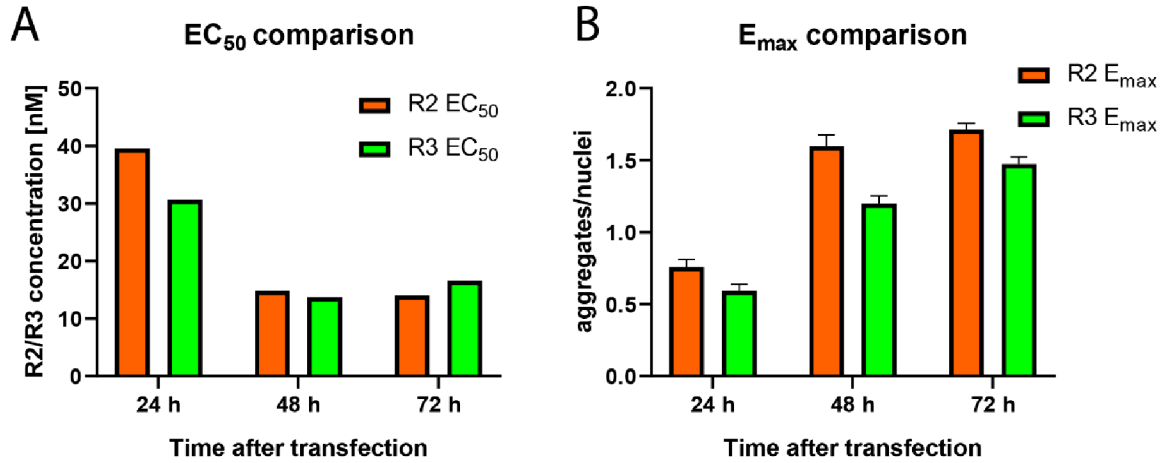 A
EC50 comparison
R2/R3 concentration [nM]
50
40
30
20
10
0
R2 EC50
R3 EC50
24 h
48 h
72 h
Time after transfection
B
Emax comparison
aggregates/nuclei
2.0
1.5
1.0
0.5
0.0
R2 Emax
R3 Emax
24 h
48 h
72 h
Time after transfection